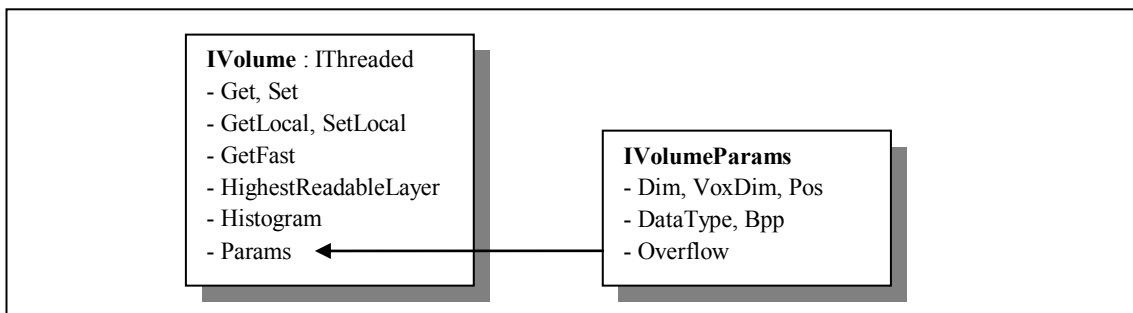 IVolume : IThreaded
- Get, Set
- GetLocal, SetLocal
- GetFast
- HighestReadableLayer
- Histogram
- Params
IVolumeParams
- Dim, VoxDim, Pos
- DataType, Bpp
- Overflow